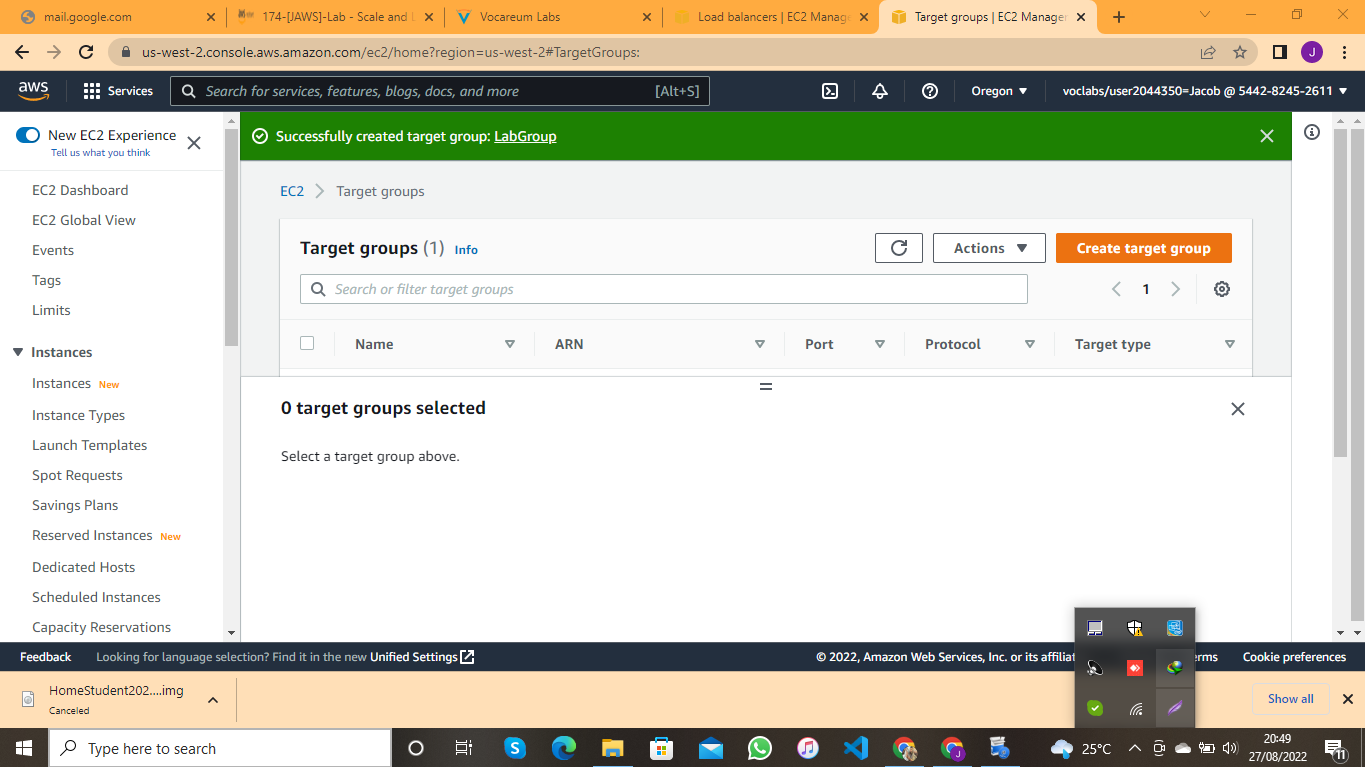 mail.google.com
174-[JAWS]-Lab - Scale and L
Vocareum Labs
Load balancers | EC2 Manage
Target groups | EC2 Manager
us-west-2.console.aws.amazon.com/ec2/home?region=us-west-2#TargetGroups:
J
aws
Services
Search for services, features, blogs, docs, and more
[Alt+S]
Oregon
voclabs/user2044350=Jacob @ 5442-8245-2611
New EC2 Experience
Tell us what you think
EC2 Dashboard
EC2 Global View
Events
Tags
Limits
Instances
Instances New
Instance Types
Launch Templates
Spot Requests
Savings Plans
Reserved Instances New
Dedicated Hosts
Scheduled Instances
Capacity Reservations
Successfully created target group: LabGroup
EC2 > Target groups
Target groups (1) Info
Actions
Create target group
Search or filter target groups
1
Name
ARN
Port
Protocol
Target type
0 target groups selected
Select a target group above.
Feedback
Looking for language selection? Find it in the new Unified Settings
© 2022, Amazon Web Services, Inc. or its affiliat
rms
Cookie preferences
HomeStudent202....img
Canceled
Show all
Type here to search
J
25°C
20:49
27/08/2022
11